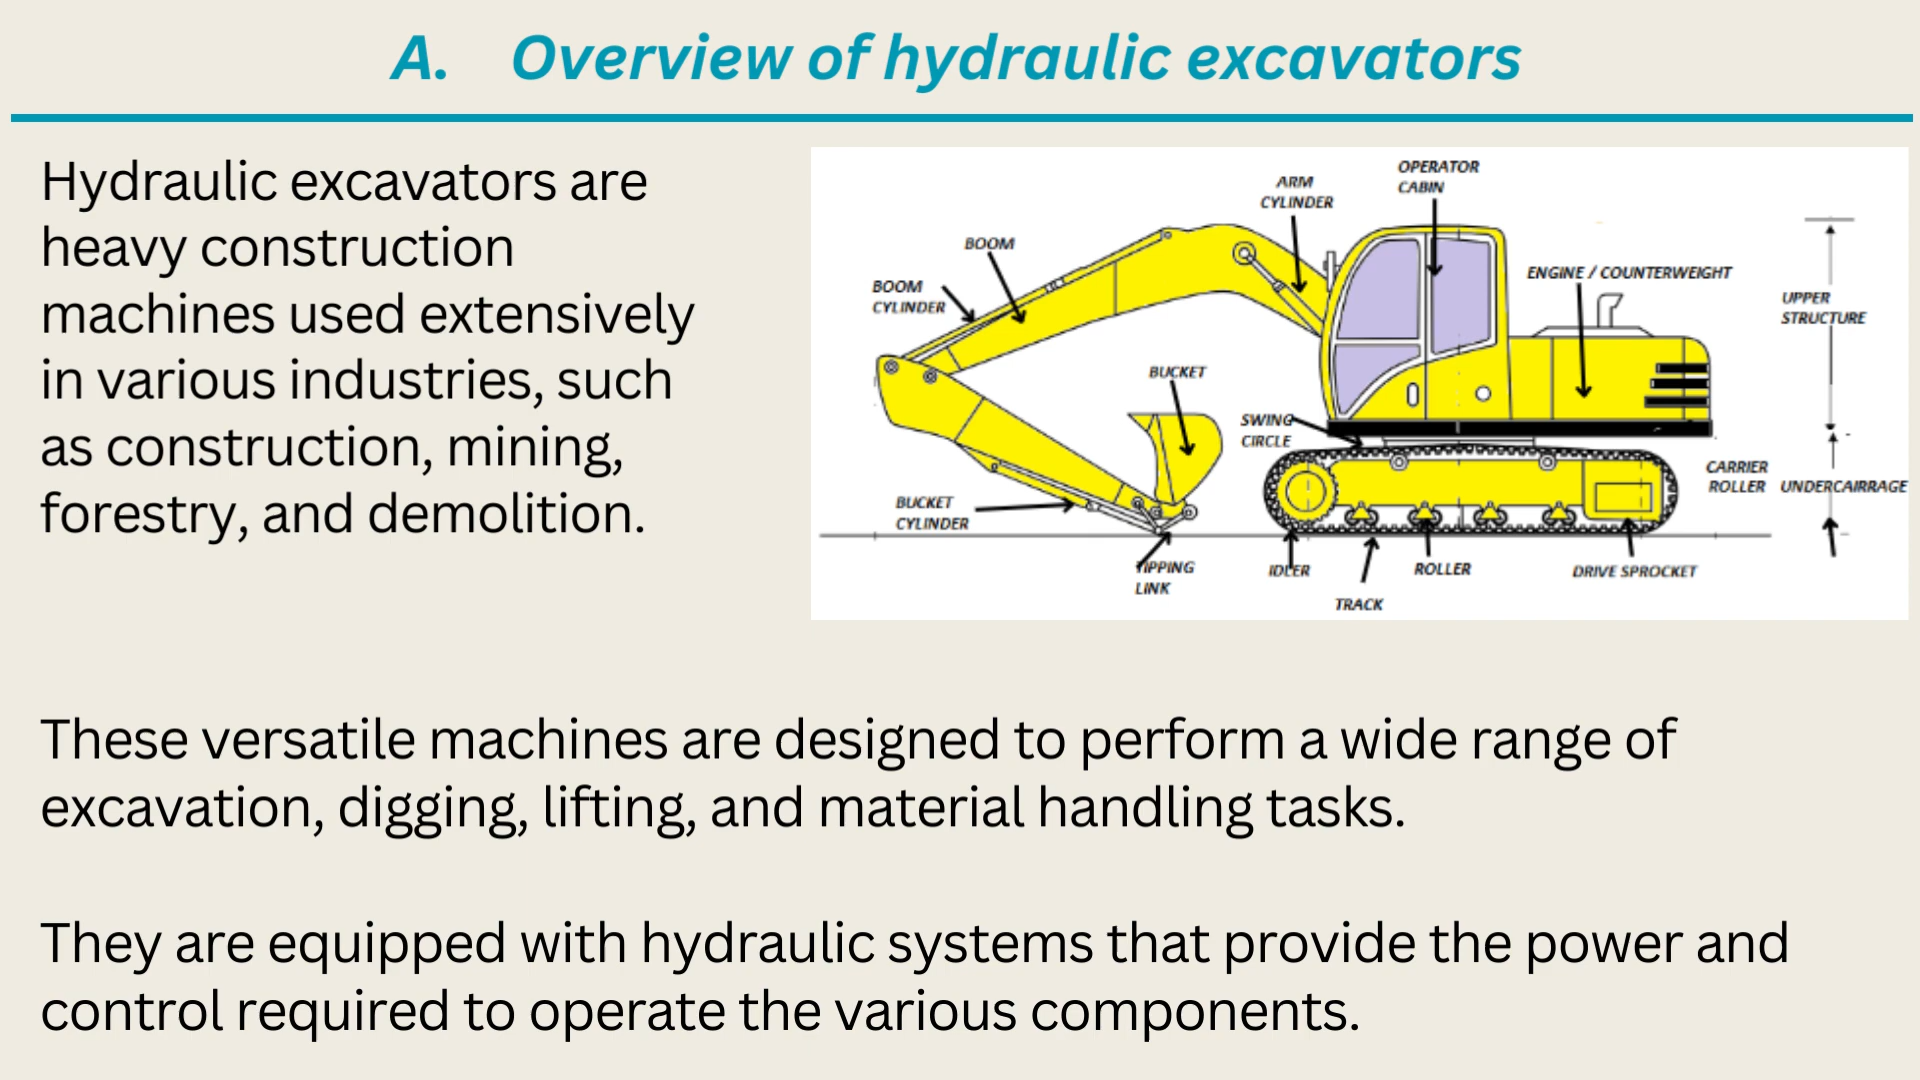 A. Overview of hydraulic excavators
Hydraulic excavators are
heavy construction
machines used extensively
in various industries, such
as construction, mining,
forestry, and demolition.
OPERATOR
CABIN
ARM
CYLINDER
BOOM
BOOM
CYLINDER
ENGINE / COUNTERWEIGHT
UPPER
STRUCTURE
BUCKET
SWING
CIRCLE
CARRIER
ROLLER
UNDERCAIRRAGE
BUCKET
CYLINDER
TIPPING
LINK
IDLER
TRACK
ROLLER
DRIVE SPROCKET
These versatile machines are designed to perform a wide range of
excavation, digging, lifting, and material handling tasks.
They are equipped with hydraulic systems that provide the power and
control required to operate the various components.